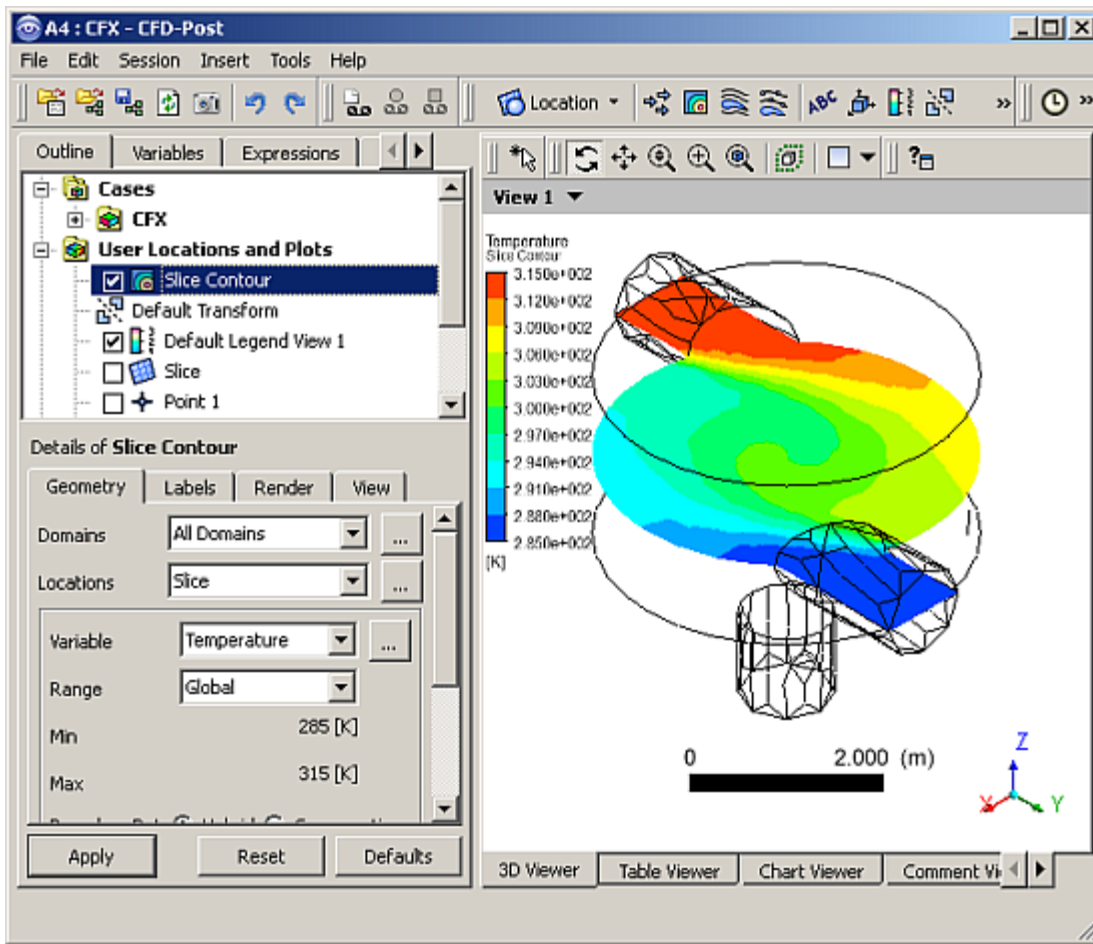 A4 : CFX - CFD-Post
File Edit Session Insert Tools Help
Location
ABC
Outline Variables Expressions
Cases
CFX
User Locations and Plots
Slice Contour
Default Transform
Default Legend View 1
Slice
Point 1
Details of Slice Contour
Geometry Labels Render View
Domains All Domains ...
Locations Slice ...
Variable Temperature ...
Range Global
Min 285 [K]
Max 315 [K]
Apply Reset Defaults
View 1
Temperature
Slice Contour
3.150e+002
3.120e+002
3.090e+002
3.060e+002
3.030e+002
3.000e+002
2.970e+002
2.940e+002
2.910e+002
2.880e+002
2.850e+002
[K]
0 2.000 (m)
Z
X Y
3D Viewer Table Viewer Chart Viewer Comment